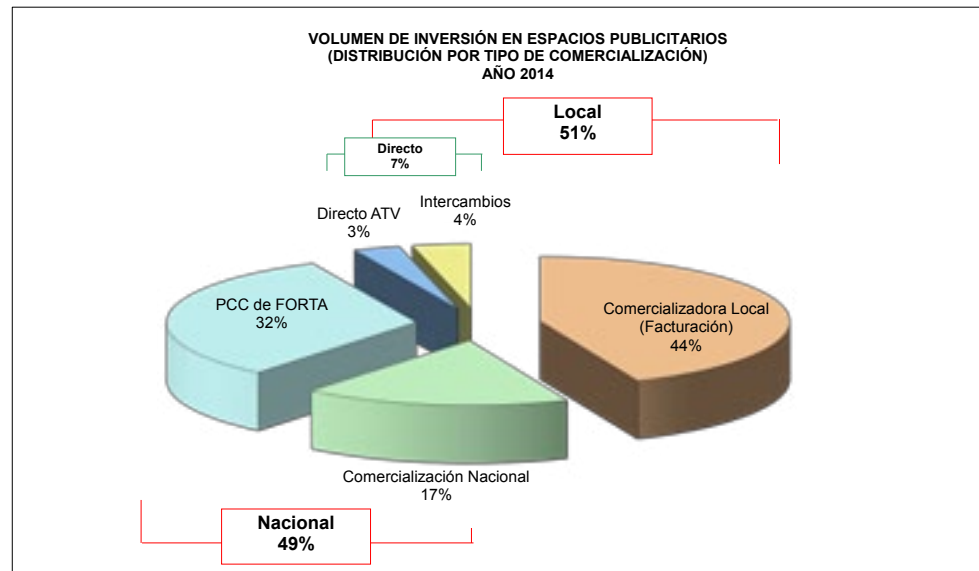 VOLUMEN DE INVERSIÓN EN ESPACIOS PUBLICITARIOS
(DISTRIBUCIÓN POR TIPO DE COMERCIALIZACIÓN)
AÑO 2014
Local
51%
Directo
7%
Intercambios
4%
Directo ATV
3%
PCC de FORTA
32%
Comercializadora Local
(Facturación)
44%
Comercialización Nacional
17%
Nacional
49%